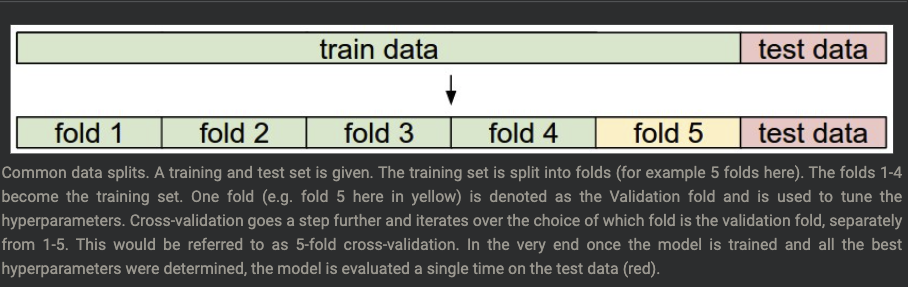 train data test data
fold 1 fold 2 fold 3 fold 4 fold 5 test data
Common data splits. A training and test set is given. The training set is split into folds (for example 5 folds here). The folds 1-4
become the training set. One fold (e.g. fold 5 here in yellow) is denoted as the Validation fold and is used to tune the
hyperparameters. Cross-validation goes a step further and iterates over the choice of which fold is the validation fold, separately
from 1-5. This would be referred to as 5-fold cross-validation. In the very end once the model is trained and all the best
hyperparameters were determined, the model is evaluated a single time on the test data (red).